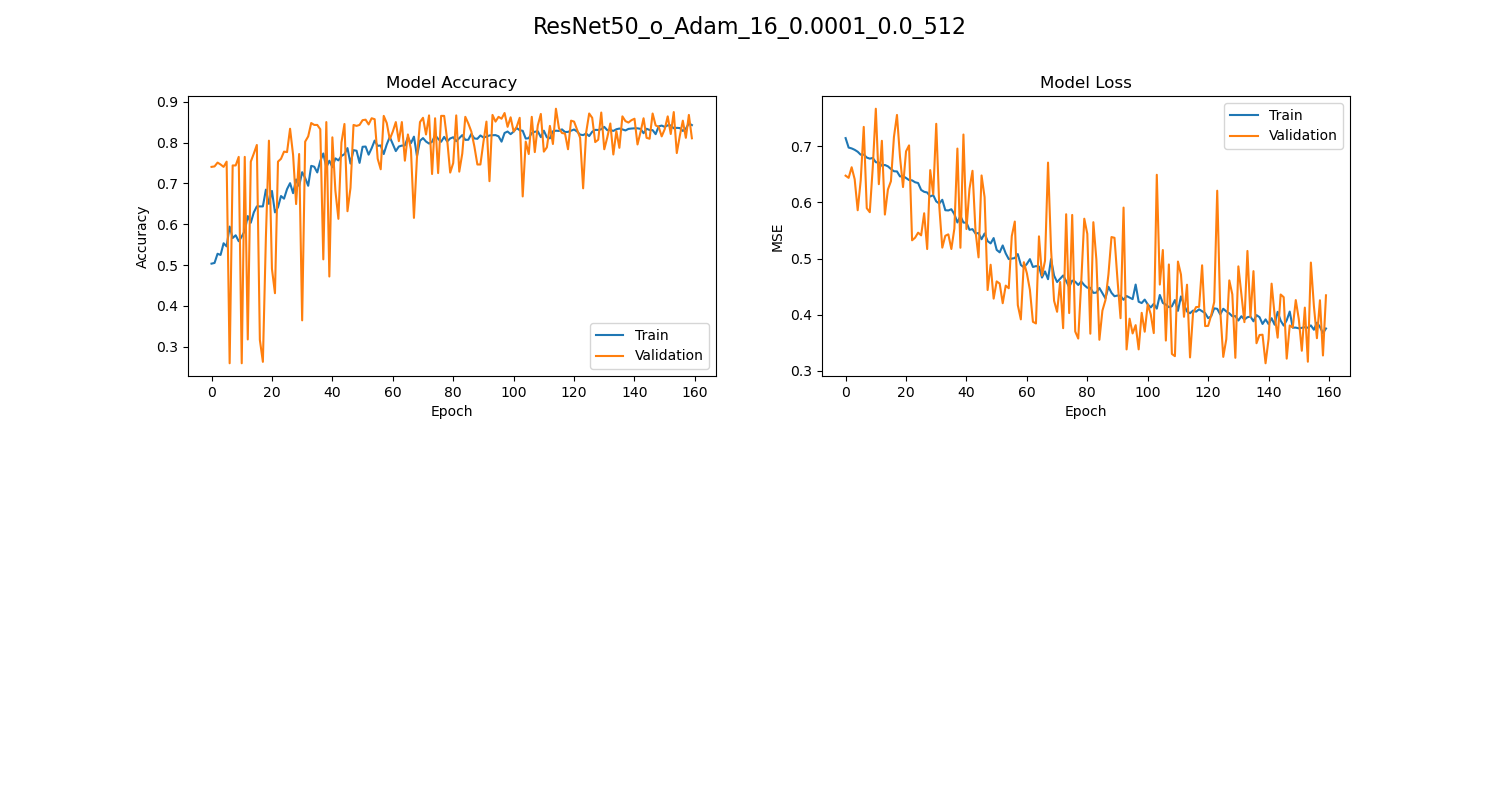 ResNet50_o_Adam_16_0.0001_0.0_512
Model Accuracy
Accuracy
0.9
0.8
0.7
0.6
0.5
0.4
0.3
Train
Validation
0 20 40 60 80 100 120 140 160
Epoch
Model Loss
MSE
0.7
0.6
0.5
0.4
0.3
Train
Validation
0 20 40 60 80 100 120 140 160
Epoch